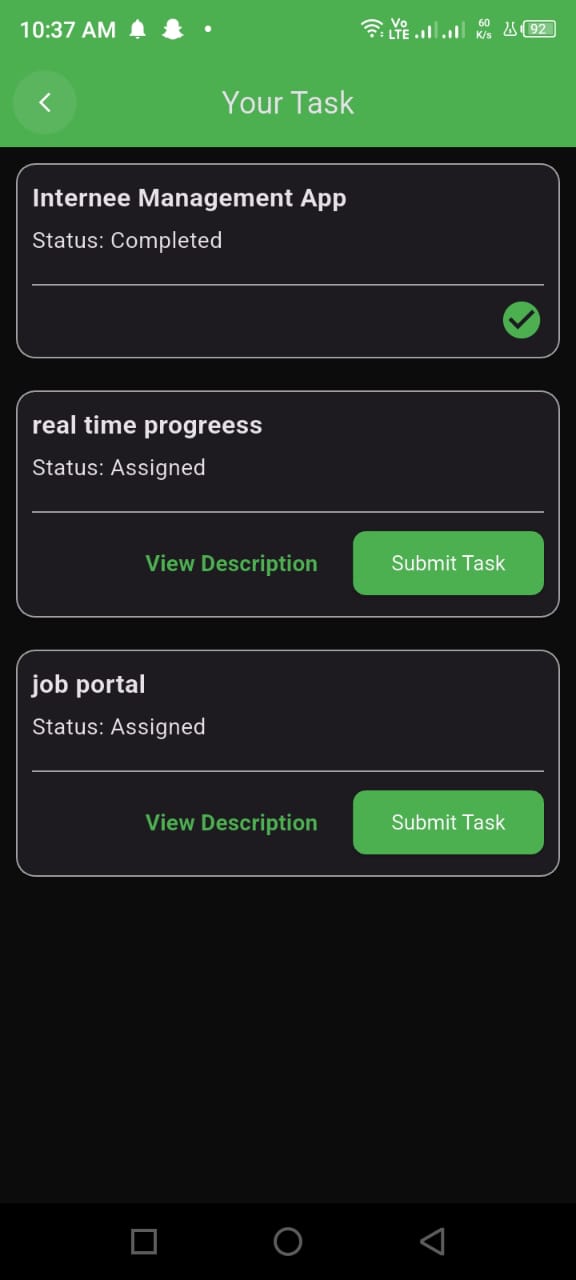 10:37 AM
Vo
LTE
60
K/s
92
Your Task
Internee Management App
Status: Completed
real time progreess
Status: Assigned
View Description
Submit Task
job portal
Status: Assigned
View Description
Submit Task